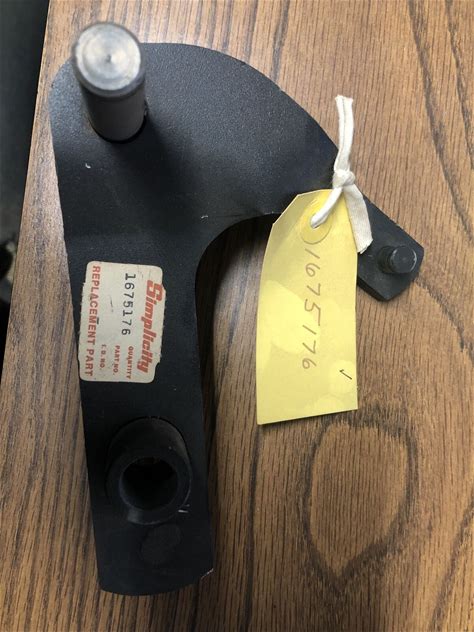 Simplicity
QUANTITY
1675176 PART NO.
I.D. NO.
REPLACEMENT PART
1675176